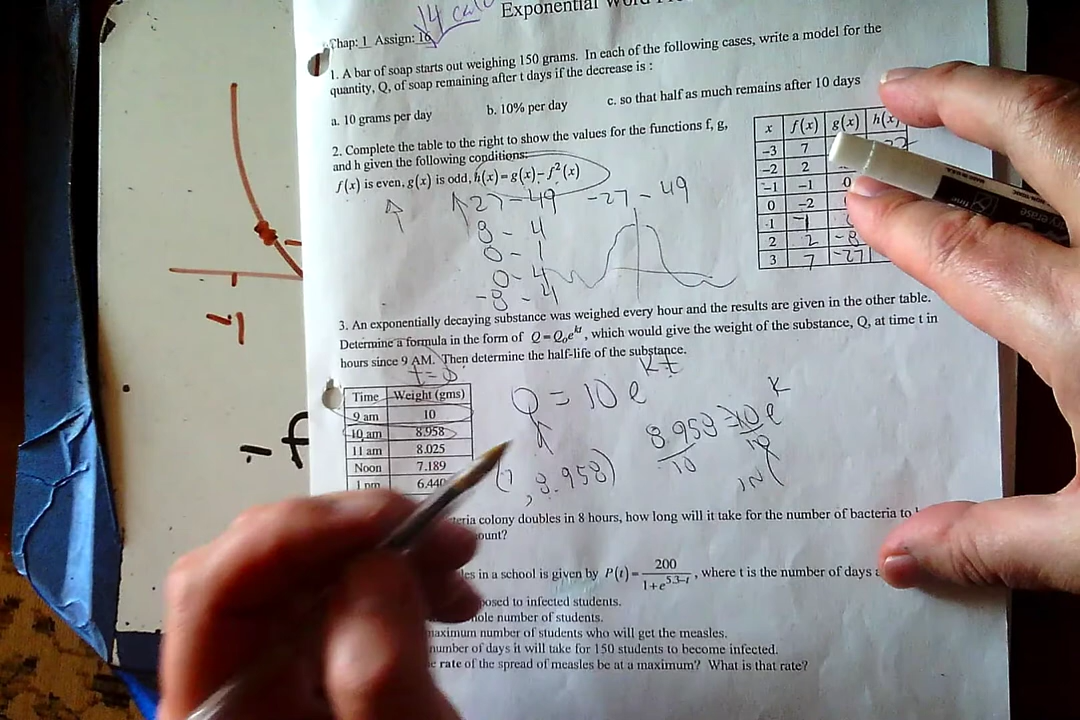 14 calc
Exponential Word
Chap: 1 Assign: 16
1. A bar of soap starts out weighing 150 grams. In each of the following cases, write a model for the
quantity, Q, of soap remaining after t days if the decrease is :
a. 10 grams per day b. 10% per day c. so that half as much remains after 10 days
2. Complete the table to the right to show the values for the functions f, g,
and h given the following conditions:
f(x) is even, g(x) is odd, h(x)=g(x)-f²(x)
27-49 -27-49
8-4
0-1
0-4
-8-4
x f(x) g(x) h(x)
-3 7
-2 2
-1 -1 0
0 -2
1 -1
2 2 -8
3 7 -27
3. An exponentially decaying substance was weighed every hour and the results are given in the other table.
Determine a formula in the form of Q=Q₀e^kt, which would give the weight of the substance, Q, at time t in
hours since 9 AM. Then determine the half-life of the substance.
t=0
Time Weight (gms)
9 am 10
10 am 8.958
11 am 8.025
Noon 7.189
1 pm 6.440
Q = 10 e^kt
8.958 = 10 e^k
10 10
(1, 8.958)
ln(
teria colony doubles in 8 hours, how long will it take for the number of bacteria to
ount?
les in a school is given by P(t)=200/(1+e^(5.3-t)), where t is the number of days
posed to infected students.
hole number of students.
maximum number of students who will get the measles.
number of days it will take for 150 students to become infected.
e rate of the spread of measles be at a maximum? What is that rate?